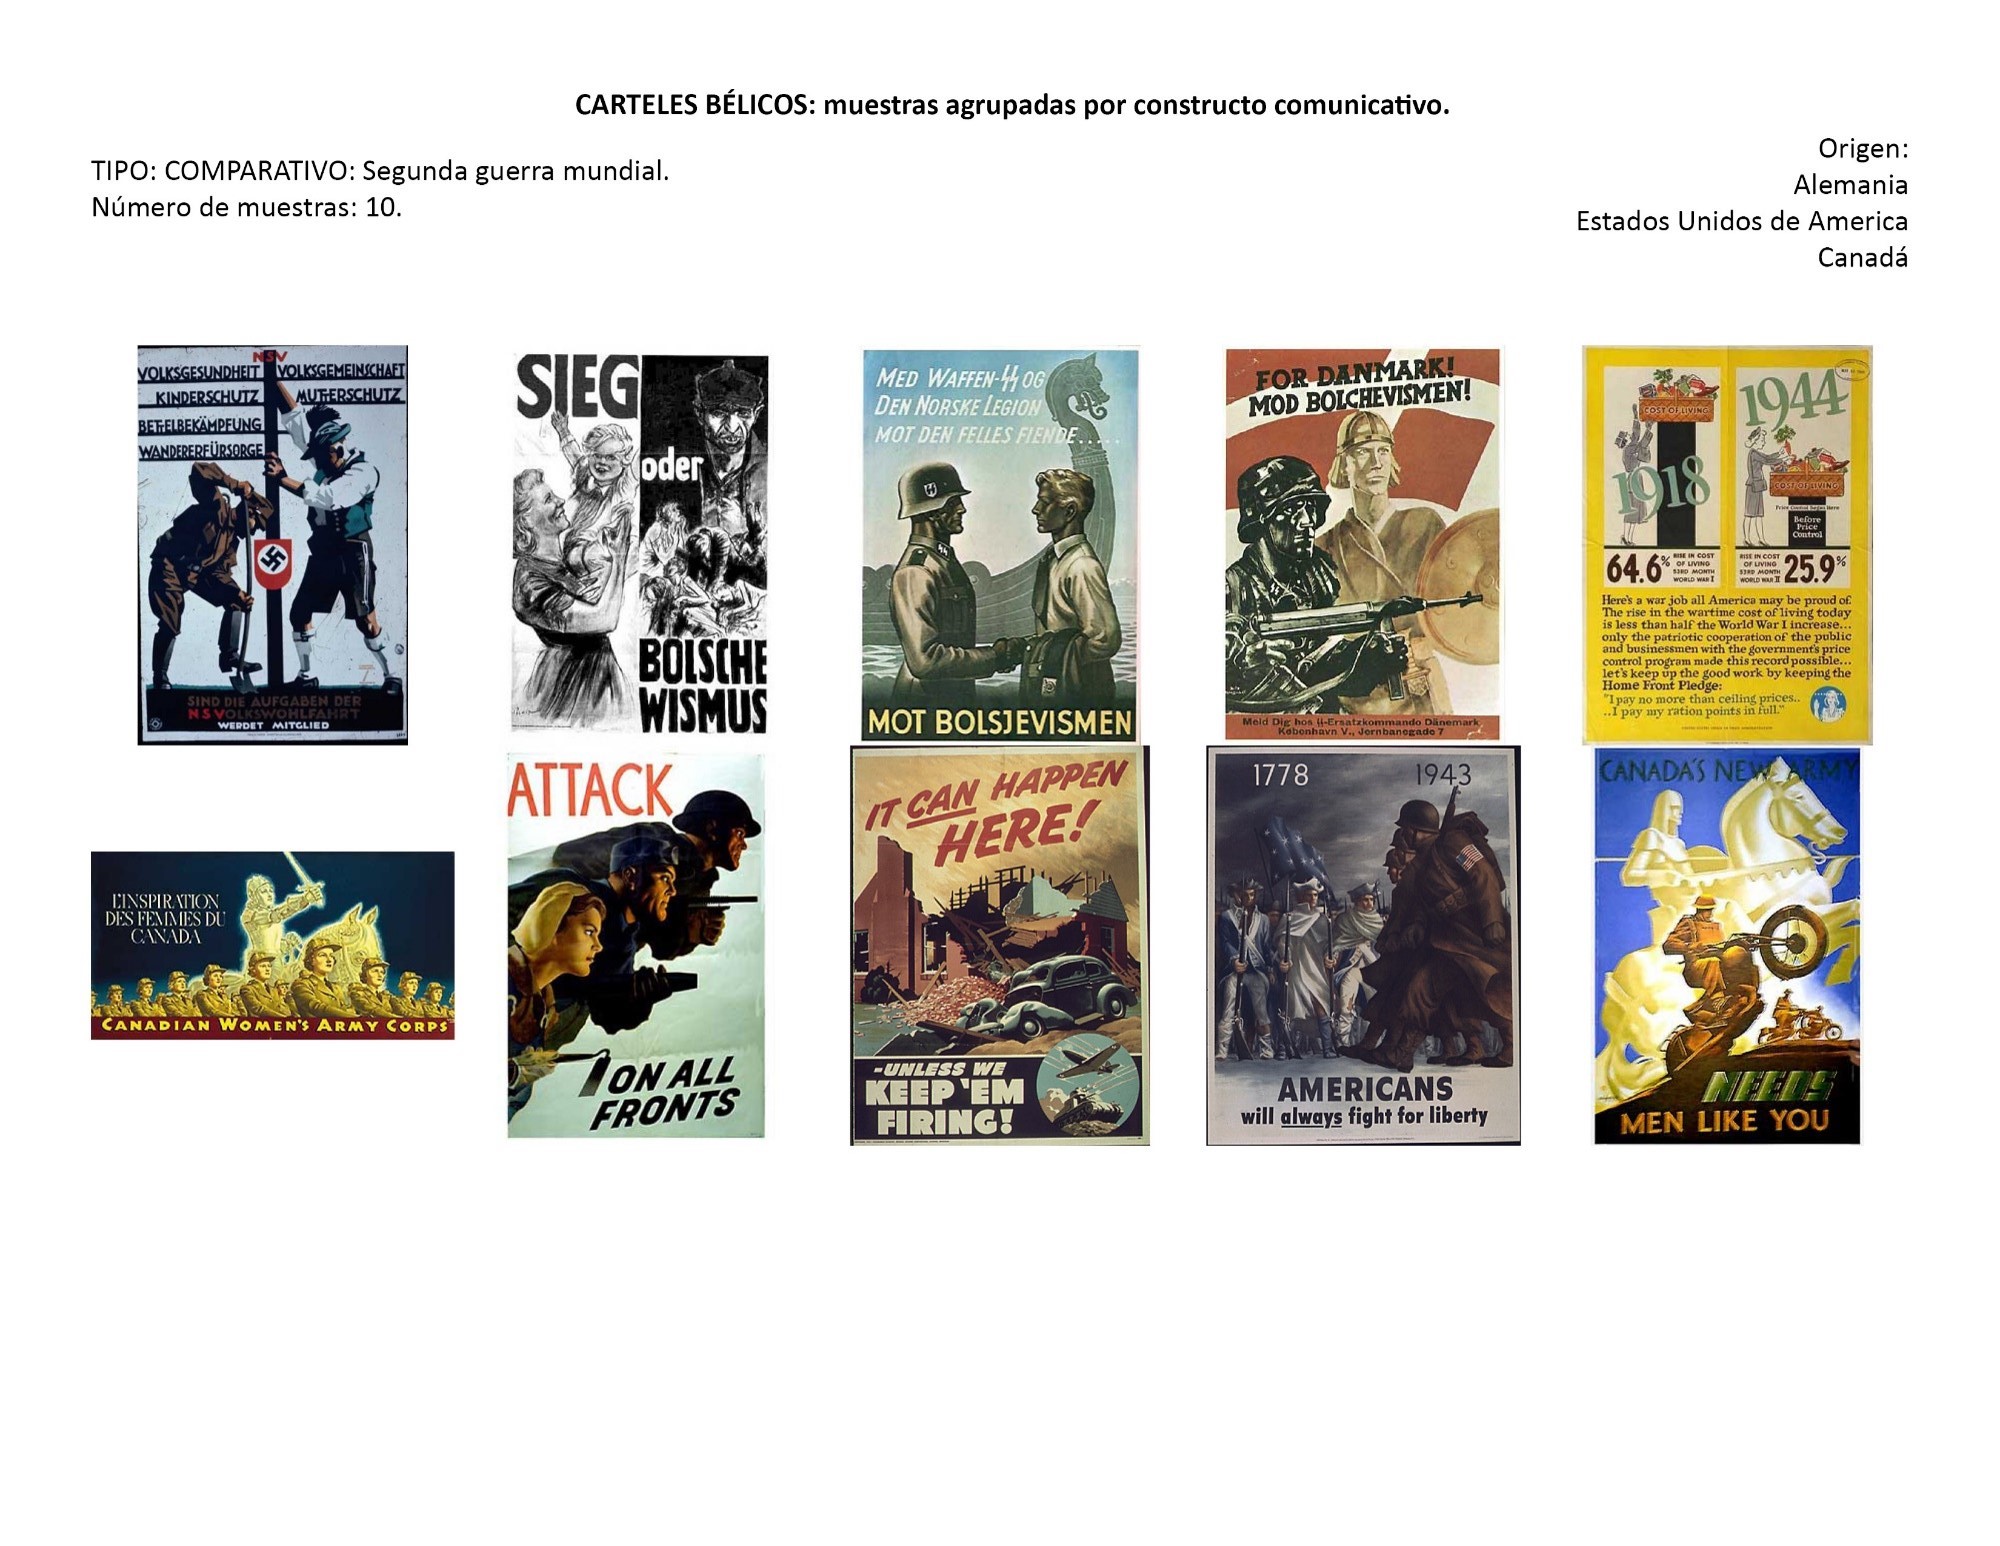 CARTELES BÉLICOS: muestras agrupadas por constructo comunicativo.
TIPO: COMPARATIVO: Segunda guerra mundial.
Número de muestras: 10.
Origen:
Alemania
Estados Unidos de America
Canadá
NSV
VOLKSGESUNDHEIT VOLKSGEMEINSCHAFT
KINDERSCHUTZ MUTTERSCHUTZ
BETTELBEKÄMPFUNG
WANDERERFÜRSORGE
SIND DIE AUFGABEN DER
NSVOLKSWOHLFAHRT
WERDET MITGLIED
SIEG
oder
BOLSCHE
WISMUS
MED WAFFEN-SS OG
DEN NORSKE LEGION
MOT DEN FELLES FIENDE.....
MOT BOLSJEVISMEN
FOR DANMARK!
MOD BOLCHEVISMEN!
Meld Dig hos SS-Ersatzkommando Dänemark
København V., Jernbanegade 7
COST OF LIVING
1918
1944
COST OF LIVING
Price Control Began Here
Before
Price
Control
64.6% RISE IN COST
OF LIVING
53RD MONTH
WORLD WAR I
RISE IN COST
OF LIVING
53RD MONTH
WORLD WAR II
25.9%
Here's a war job all America may be proud of.
The rise in the wartime cost of living today
is less than half the World War I increase...
only the patriotic cooperation of the public
and businessmen with the government's price
control program made this record possible...
let's keep up the good work by keeping the
Home Front Pledge:
"I pay no more than ceiling prices..
..I pay my ration points in full."
L'INSPIRATION
DES FEMMES DU
CANADA
CANADIAN WOMEN'S ARMY CORPS
ATTACK
ON ALL
FRONTS
IT CAN HAPPEN
HERE!
-UNLESS WE
KEEP 'EM
FIRING!
1778 1943
AMERICANS
will always fight for liberty
CANADA'S NEW ARMY
NEEDS
MEN LIKE YOU